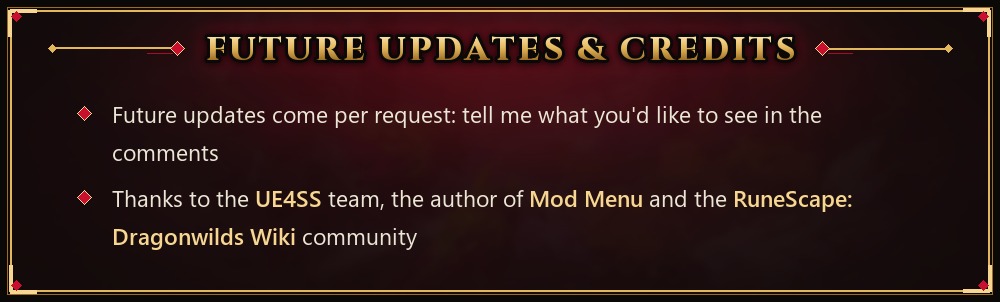 FUTURE UPDATES & CREDITS
Future updates come per request: tell me what you'd like to see in the
comments
Thanks to the UE4SS team, the author of Mod Menu and the RuneScape:
Dragonwilds Wiki community